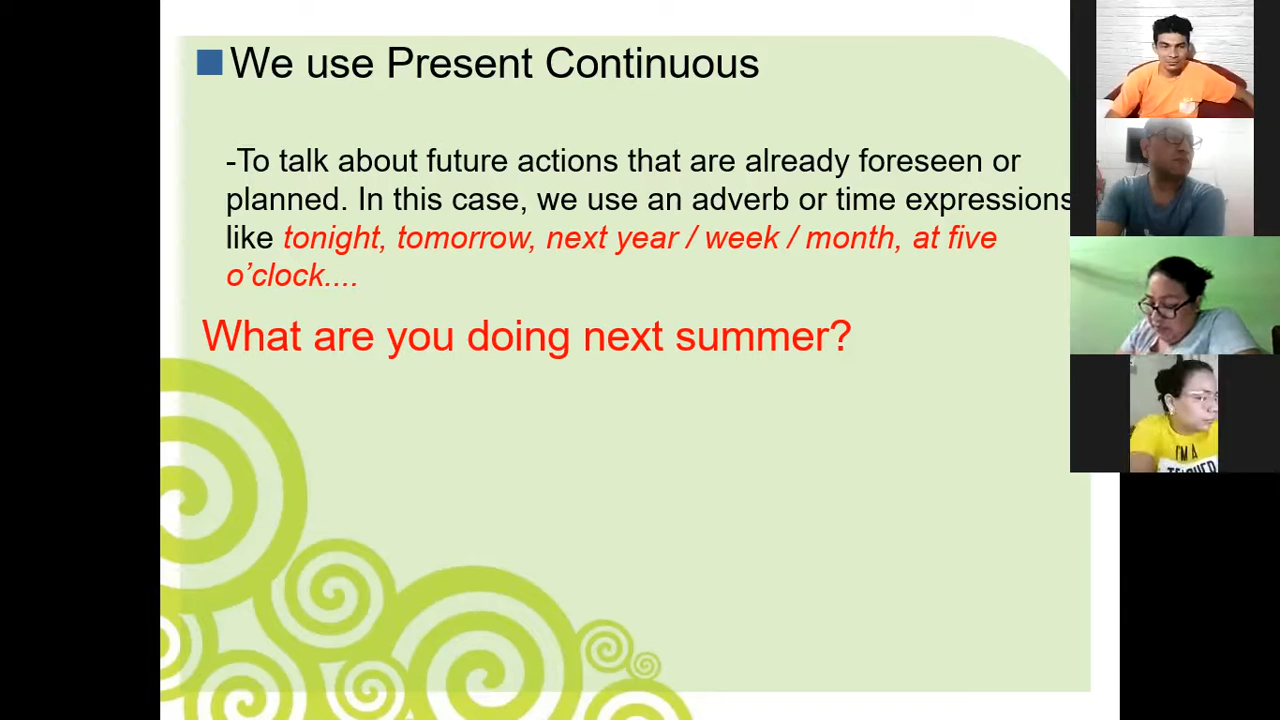 We use Present Continuous
-To talk about future actions that are already foreseen or
planned. In this case, we use an adverb or time expressions
like tonight, tomorrow, next year / week / month, at five
o’clock....
What are you doing next summer?
I'M A
TEACHER